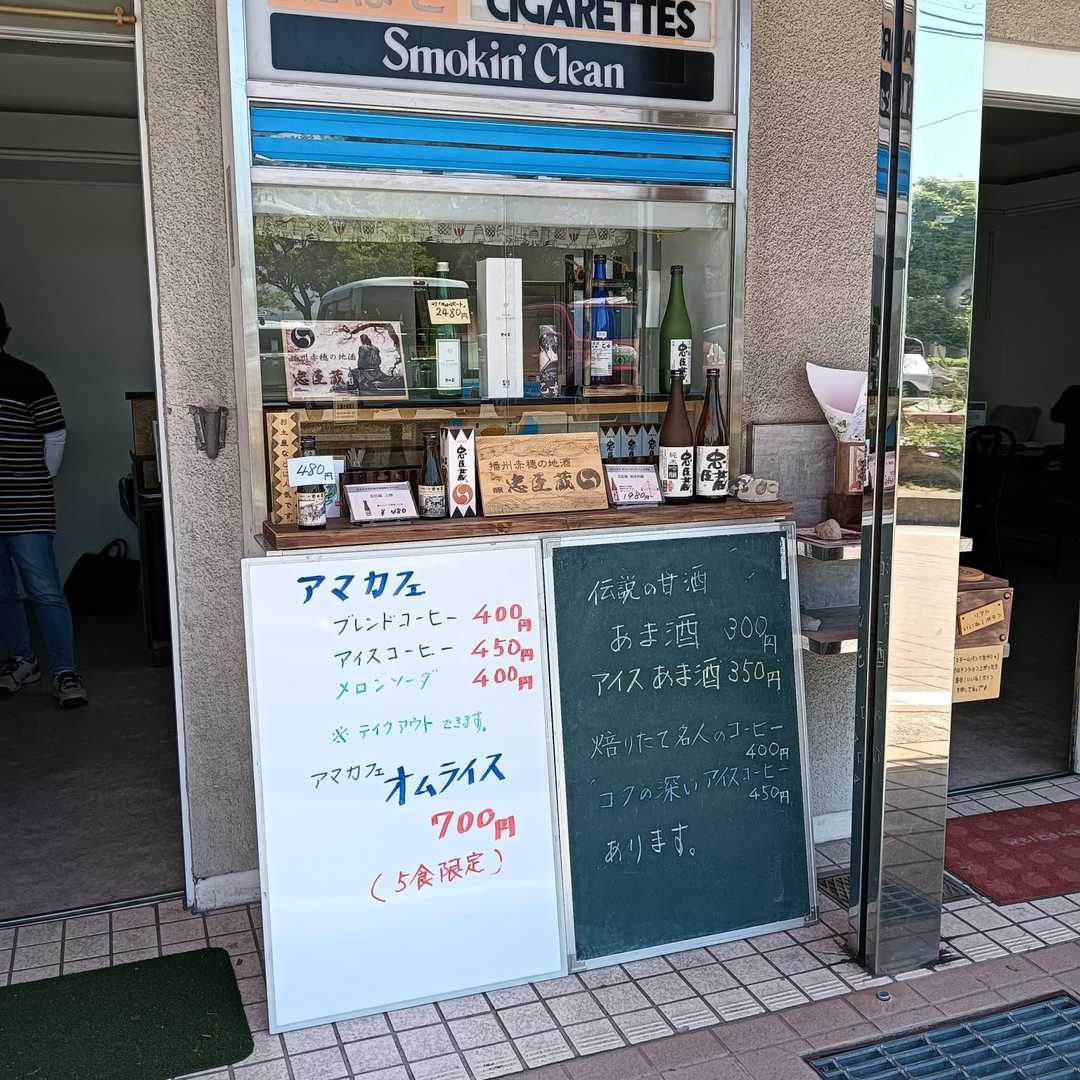 CIGARETTES
Smokin' Clean
2480円
播州赤穂の地酒
忠臣蔵
480円
¥480
忠臣蔵
播州赤穂の地酒
忠臣蔵
1980円
忠臣蔵
忠臣蔵
アマカフェ
ブレンドコーヒー 400円
アイスコーヒー 450円
メロンソーダ 400円
※テイクアウトできます。
アマカフェ オムライス
700円
(5食限定)
伝説の甘酒
あま酒 300円
アイスあま酒 350円
焙りたて名人のコーヒー
400円
コクの深いアイスコーヒー
450円
あります。